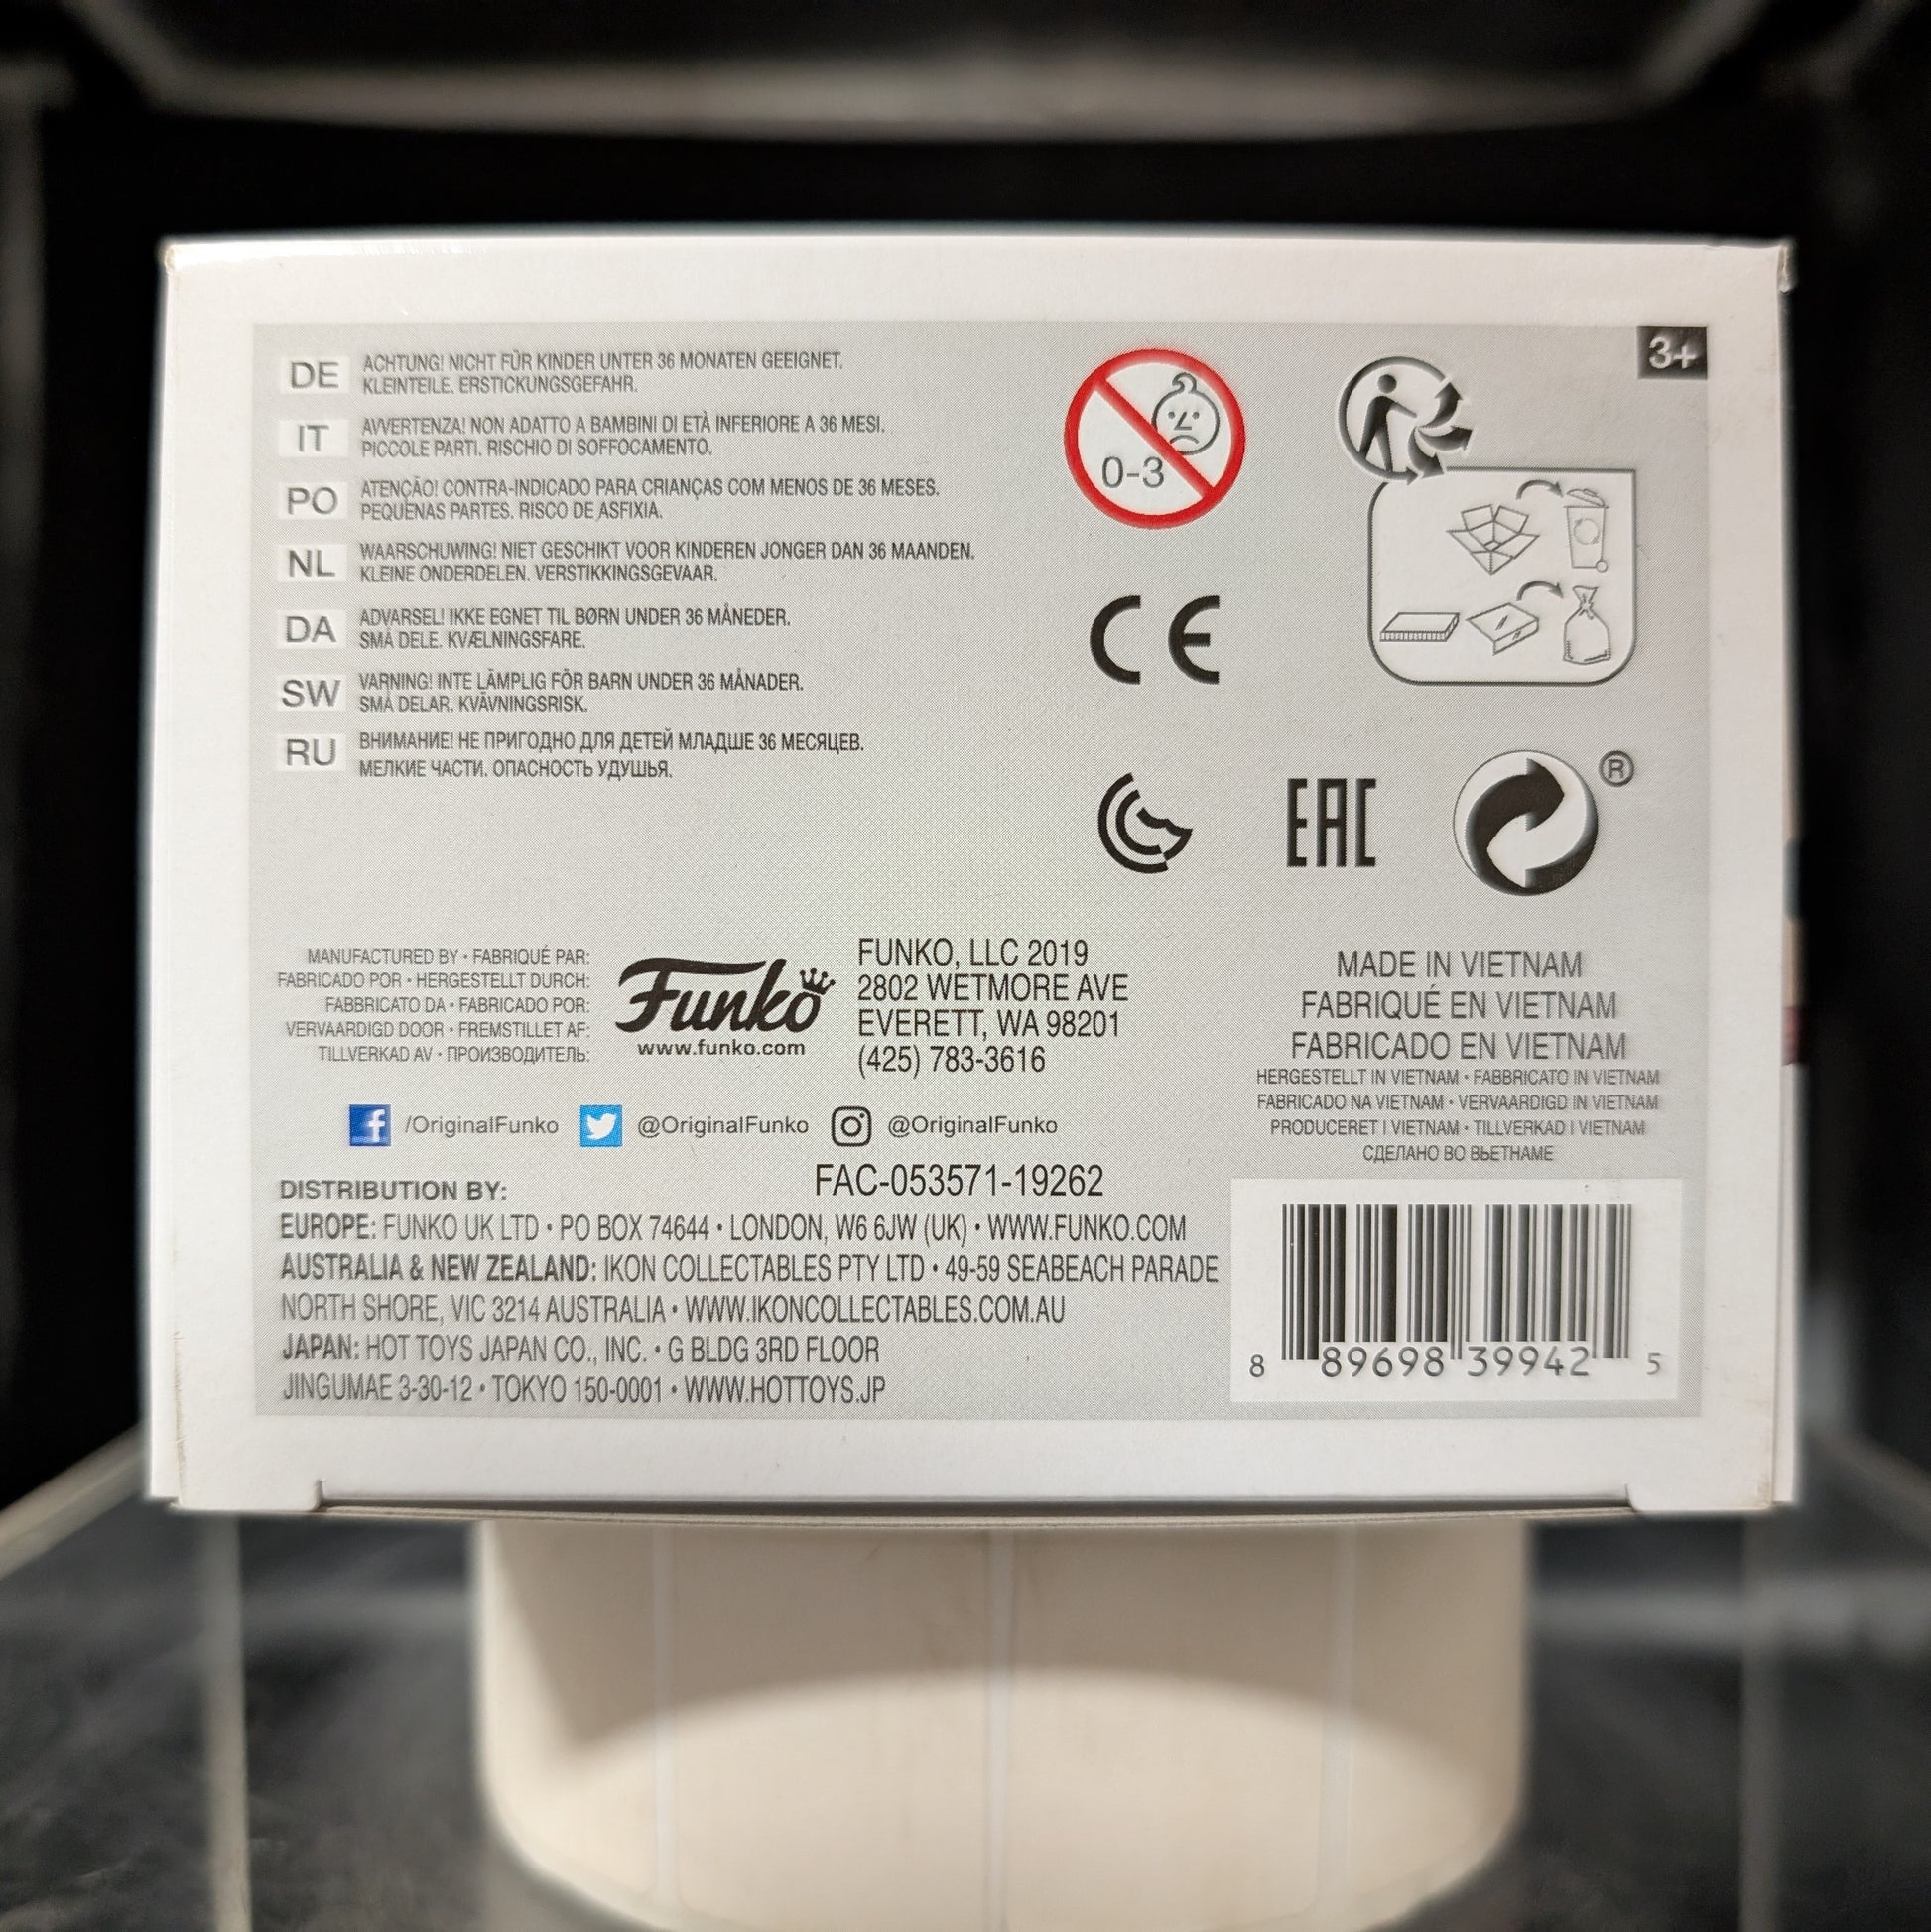 3+
DE
ACHTUNG! NICHT FÜR KINDER UNTER 36 MONATEN GEEIGNET.
KLEINTEILE. ERSTICKUNGSGEFAHR.
IT
AVVERTENZA! NON ADATTO A BAMBINI DI ETÀ INFERIORE A 36 MESI.
PICCOLE PARTI. RISCHIO DI SOFFOCAMENTO.
PO
ATENÇÃO! CONTRA-INDICADO PARA CRIANÇAS COM MENOS DE 36 MESES.
PEQUENAS PARTES. RISCO DE ASFIXIA.
NL
WAARSCHUWING! NIET GESCHIKT VOOR KINDEREN JONGER DAN 36 MAANDEN.
KLEINE ONDERDELEN. VERSTIKKINGSGEVAAR.
DA
ADVARSEL! IKKE EGNET TIL BØRN UNDER 36 MÅNEDER.
SMÅ DELE. KVÆLNINGSFARE.
SW
VARNING! INTE LÄMPLIG FÖR BARN UNDER 36 MÅNADER.
SMÅ DELAR. KVÄVNINGSRISK.
RU
ВНИМАНИЕ! НЕ ПРИГОДНО ДЛЯ ДЕТЕЙ МЛАДШЕ 36 МЕСЯЦЕВ.
МЕЛКИЕ ЧАСТИ. ОПАСНОСТЬ УДУШЬЯ.
0-3
CE
EAC
®
MANUFACTURED BY • FABRIQUÉ PAR:
FABRICADO POR • HERGESTELLT DURCH:
FABBRICATO DA • FABRICADO POR:
VERVAARDIGD DOOR • FREMSTILLET AF:
TILLVERKAD AV • ПРОИЗВОДИТЕЛЬ:
Funko
www.funko.com
FUNKO, LLC 2019
2802 WETMORE AVE
EVERETT, WA 98201
(425) 783-3616
MADE IN VIETNAM
FABRIQUÉ EN VIETNAM
FABRICADO EN VIETNAM
HERGESTELLT IN VIETNAM • FABBRICATO IN VIETNAM
FABRICADO NA VIETNAM • VERVAARDIGD IN VIETNAM
PRODUCERET I VIETNAM • TILLVERKAD I VIETNAM
СДЕЛАНО ВО ВЬЕТНАМЕ
f /OriginalFunko @OriginalFunko @OriginalFunko
FAC-053571-19262
DISTRIBUTION BY:
EUROPE: FUNKO UK LTD • PO BOX 74644 • LONDON, W6 6JW (UK) • WWW.FUNKO.COM
AUSTRALIA & NEW ZEALAND: IKON COLLECTABLES PTY LTD • 49-59 SEABEACH PARADE
NORTH SHORE, VIC 3214 AUSTRALIA • WWW.IKONCOLLECTABLES.COM.AU
JAPAN: HOT TOYS JAPAN CO., INC. • G BLDG 3RD FLOOR
JINGUMAE 3-30-12 • TOKYO 150-0001 • WWW.HOTTOYS.JP
8 89698 39942 5